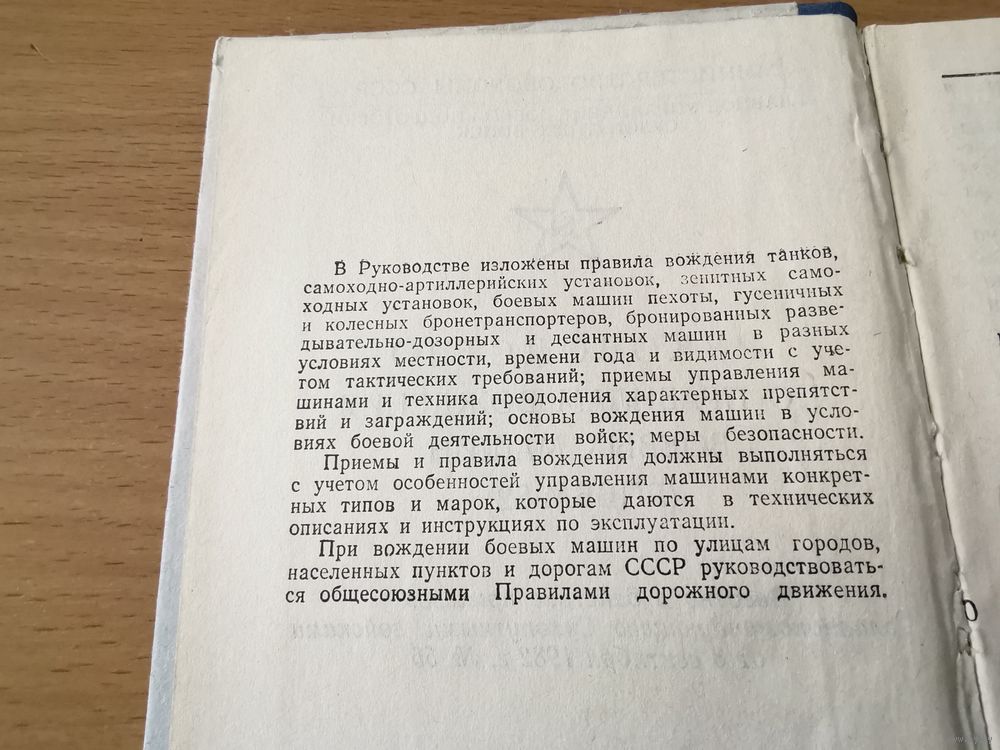 В Руководстве изложены правила вождения танков,
самоходно-артиллерийских установок, зенитных само-
ходных установок, боевых машин пехоты, гусеничных
и колесных бронетранспортеров, бронированных разве-
дывательно-дозорных и десантных машин в разных
условиях местности, времени года и видимости с уче-
том тактических требований; приемы управления ма-
шинами и техника преодоления характерных препятст-
вий и заграждений; основы вождения машин в усло-
виях боевой деятельности войск; меры безопасности.
Приемы и правила вождения должны выполняться
с учетом особенностей управления машинами конкрет-
ных типов и марок, которые даются в технических
описаниях и инструкциях по эксплуатации.
При вождении боевых машин по улицам городов,
населенных пунктов и дорогам СССР руководствовать-
ся общесоюзными Правилами дорожного движения.